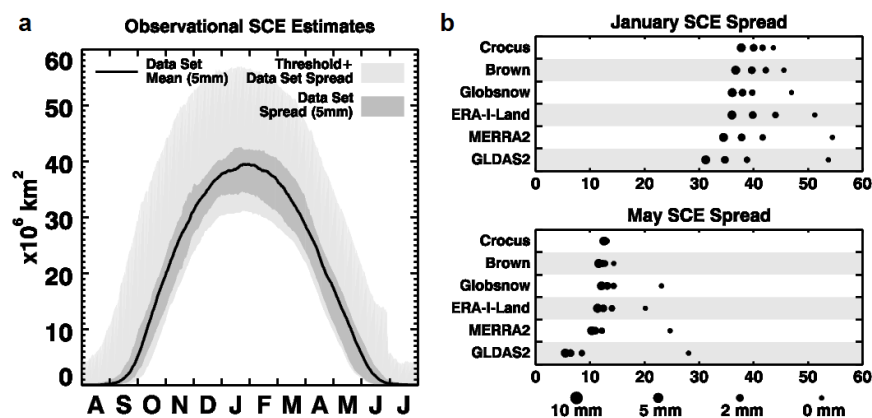 a
Observational SCE Estimates
60
50
40
30
20
10
0
x10⁶ km²
Data Set
Mean (5mm)
Threshold+
Data Set Spread
Data Set
Spread (5mm)
A S O N D J F M A M J J
b
January SCE Spread
Crocus
Brown
Globsnow
ERA-I-Land
MERRA2
GLDAS2
0 10 20 30 40 50 60
May SCE Spread
Crocus
Brown
Globsnow
ERA-I-Land
MERRA2
GLDAS2
0 10 20 30 40 50 60
10 mm 5 mm 2 mm 0 mm